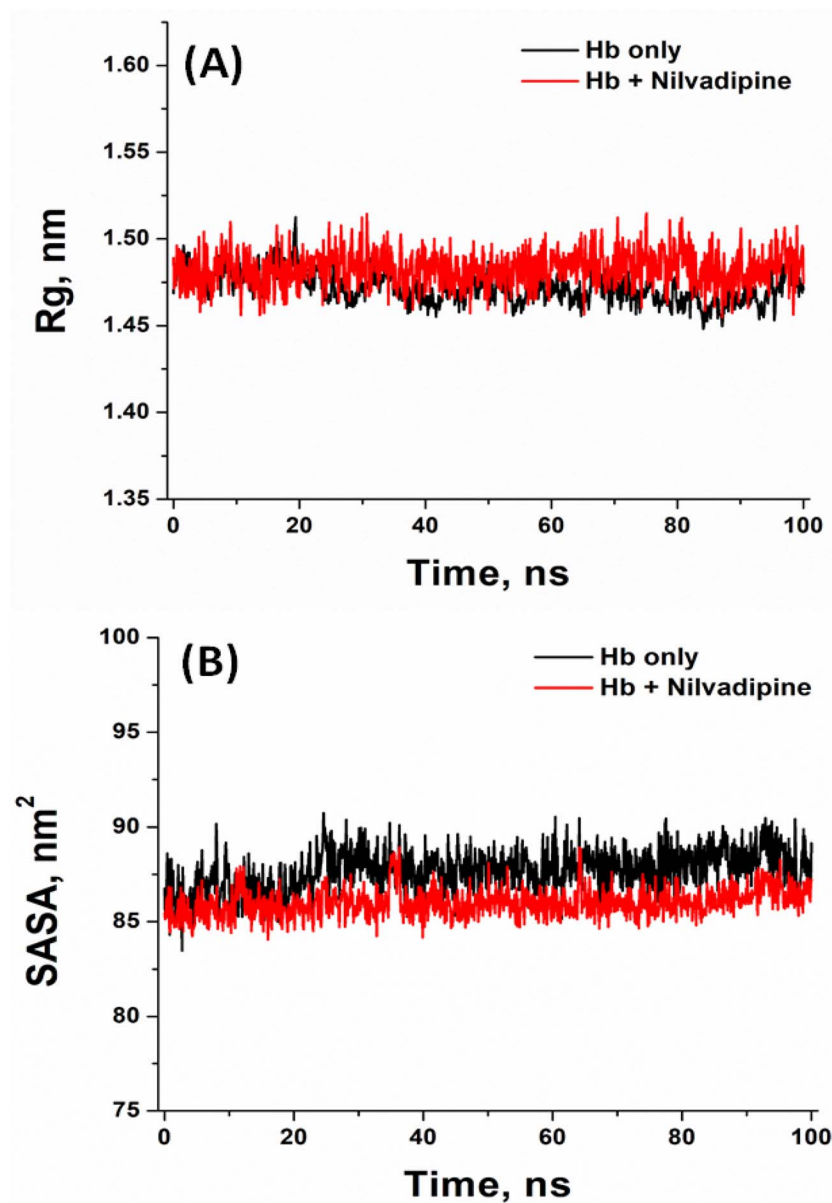 (A)
Hb only
Hb + Nilvadipine
1.60
1.55
1.50
1.45
1.40
1.35
Rg, nm
0 20 40 60 80 100
Time, ns
(B)
Hb only
Hb + Nilvadipine
100
95
90
85
80
75
SASA, nm²
0 20 40 60 80 100
Time, ns